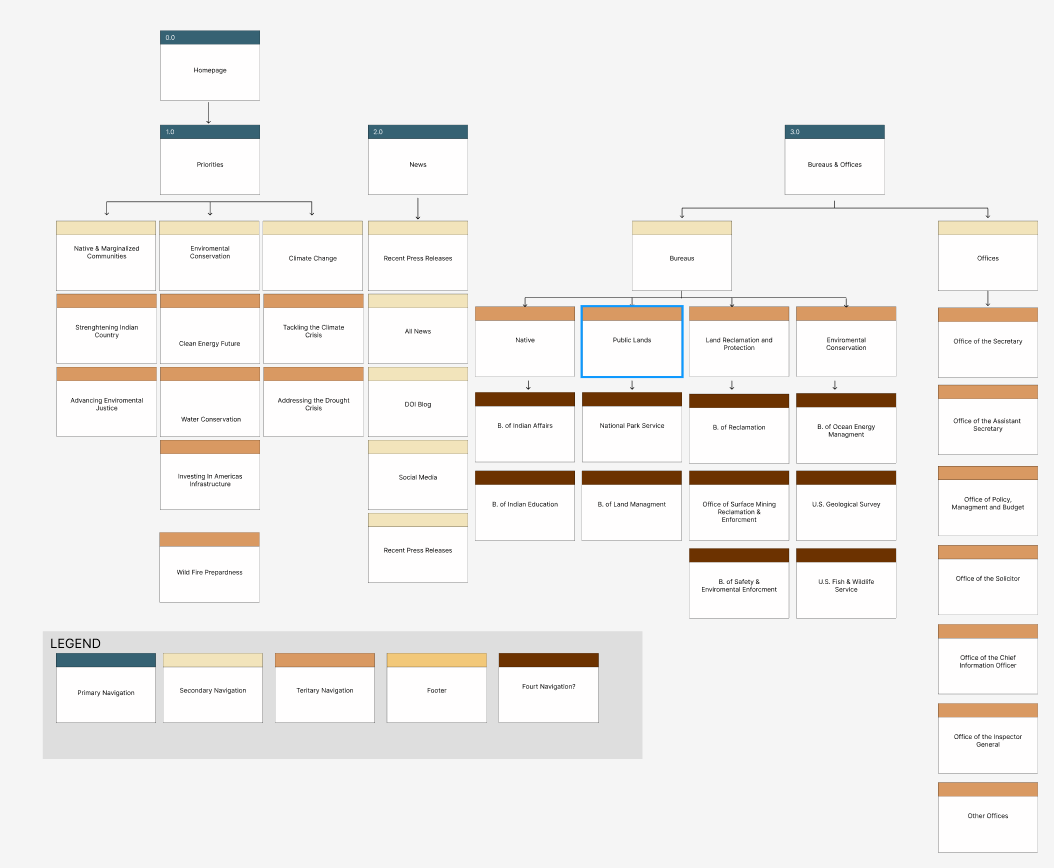 0.0
Homepage
1.0
Priorities
2.0
News
3.0
Bureaus & Offices
Native & Marginalized
Communities
Enviromental
Conservation
Climate Change
Recent Press Releases
Bureaus
Offices
Strenghtening Indian
Country
Clean Energy Future
Tackling the Climate
Crisis
All News
Native
Public Lands
Land Reclamation and
Protection
Enviromental
Conservation
Office of the Secretary
Advancing Enviromental
Justice
Water Conservation
Addressing the Drought
Crisis
DOI Blog
B. of Indian Affairs
National Park Service
B. of Reclamation
B. of Ocean Energy
Managment
Office of the Assistant
Secretary
Investing In Americas
Infrastructure
Social Media
B. of Indian Education
B. of Land Managment
Office of Surface Mining
Reclamation &
Enforcment
U.S. Geological Survey
Office of Policy,
Managment and Budget
Wild Fire Prepardness
Recent Press Releases
B. of Safety &
Enviromental Enforcment
U.S. Fish & Wildlife
Service
Office of the Solicitor
Office of the Chief
Information Officer
Office of the Inspector
General
Other Offices
LEGEND
Primary Navigation
Secondary Navigation
Teritary Navigation
Footer
Fourt Navigation?